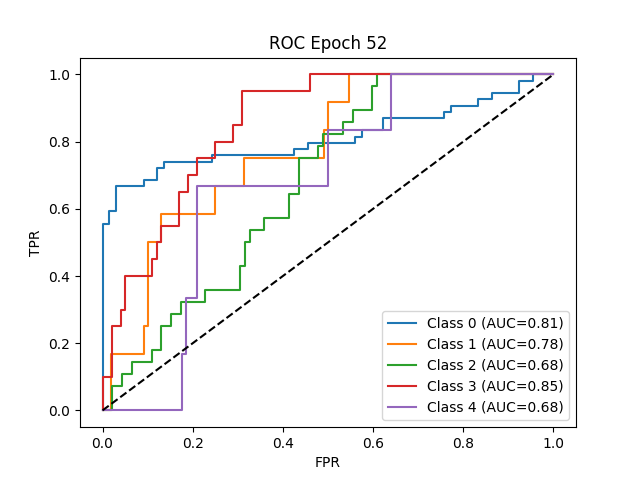 ROC Epoch 52
TPR
1.0
0.8
0.6
0.4
0.2
0.0
Class 0 (AUC=0.81)
Class 1 (AUC=0.78)
Class 2 (AUC=0.68)
Class 3 (AUC=0.85)
Class 4 (AUC=0.68)
0.0 0.2 0.4 0.6 0.8 1.0
FPR